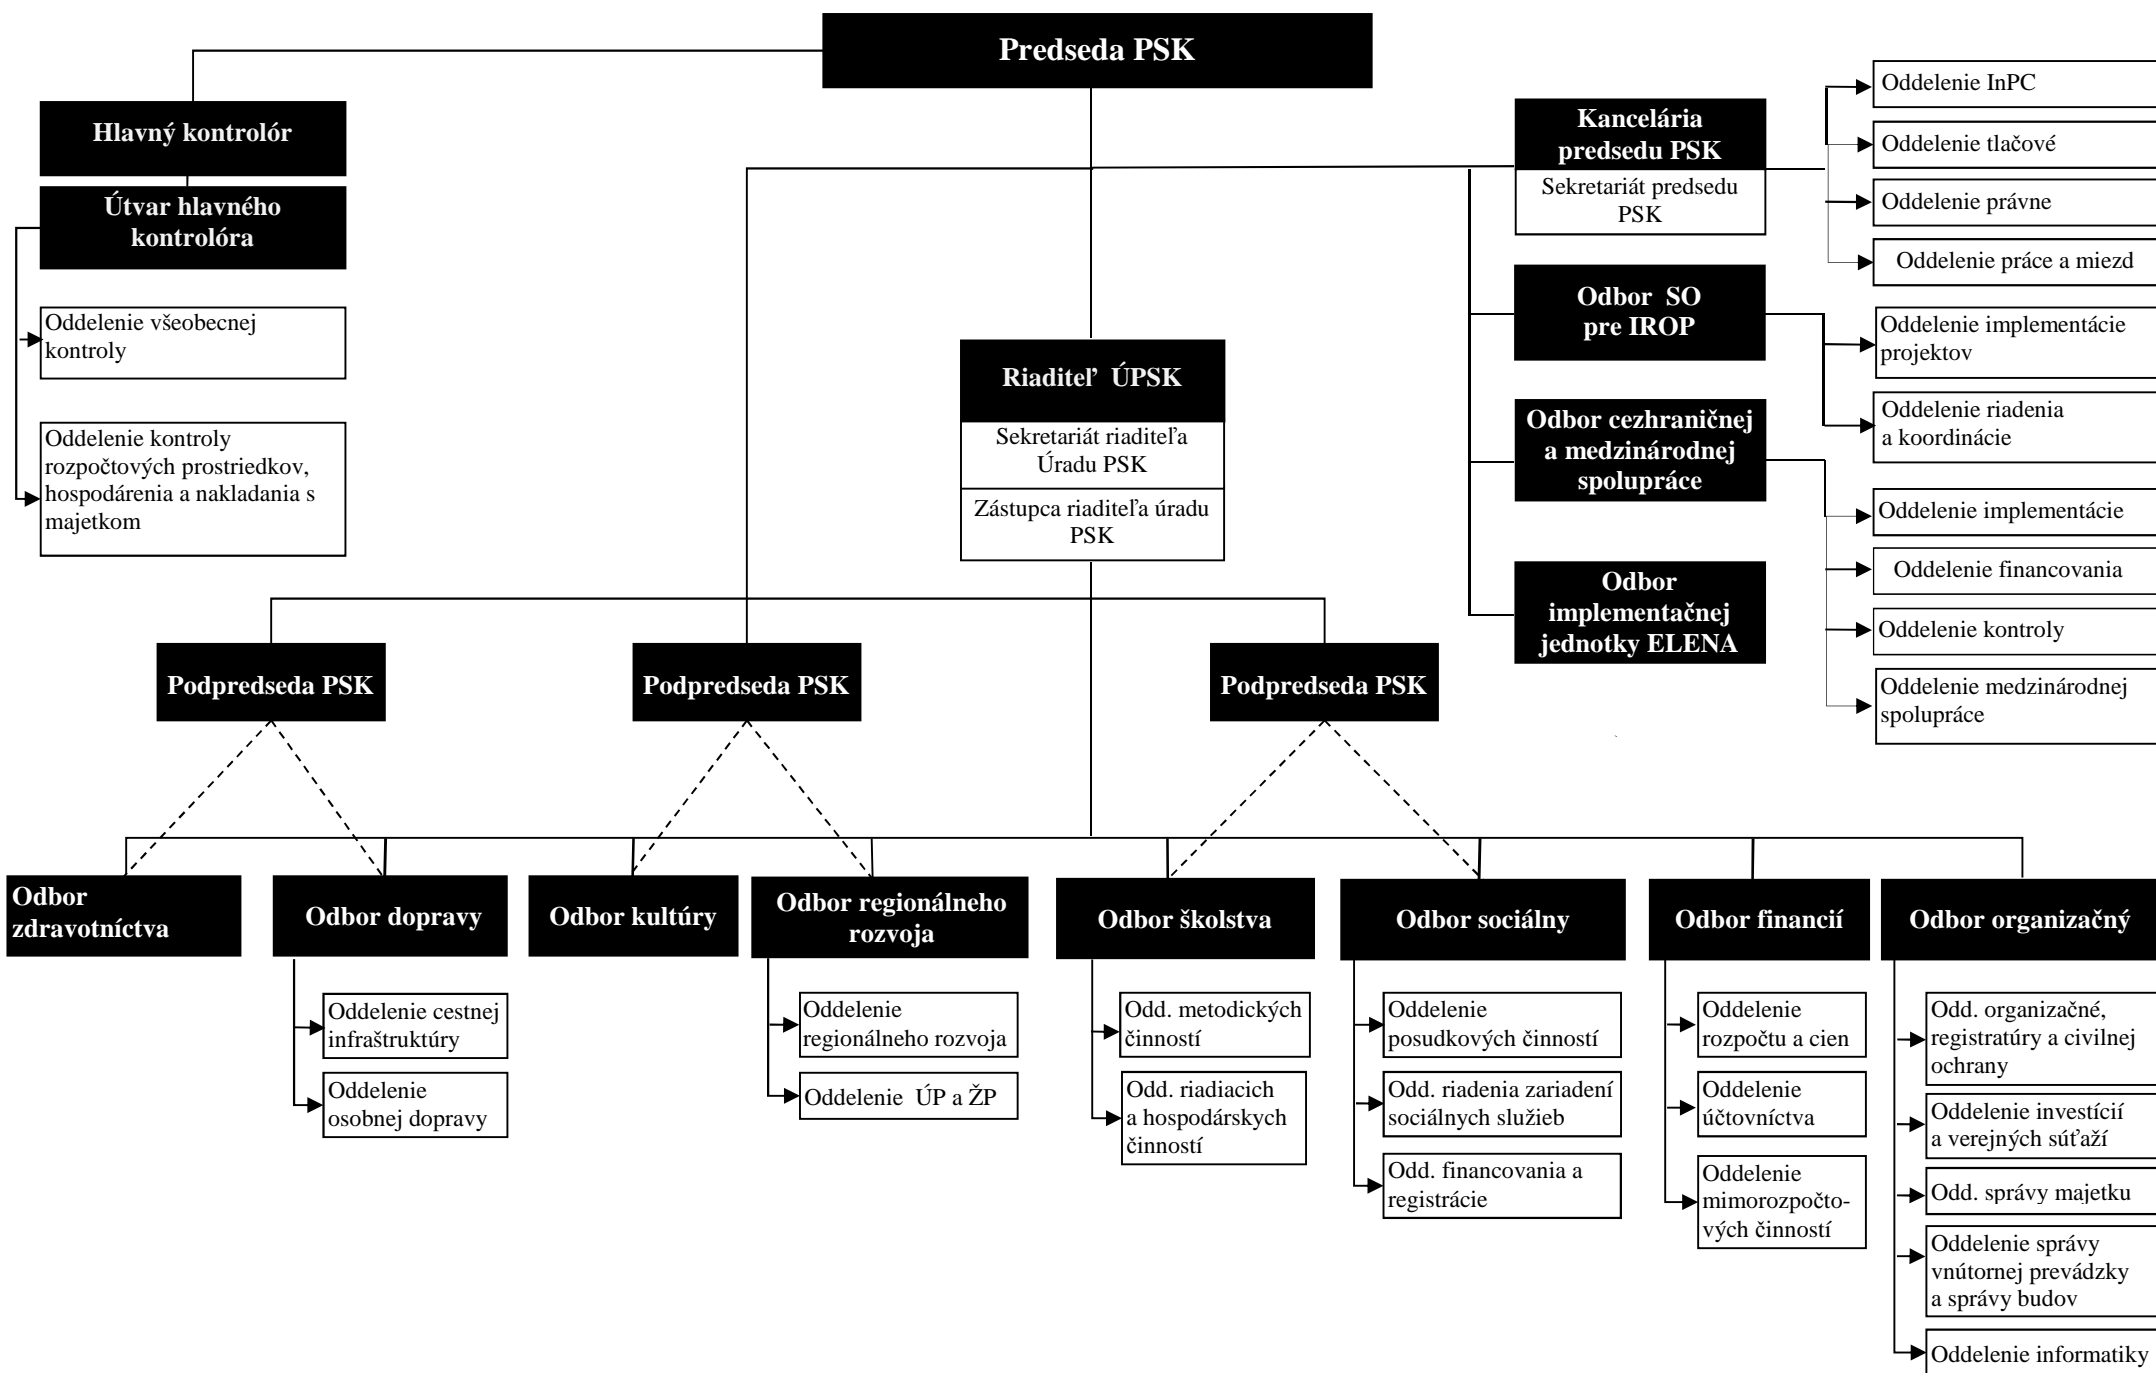 Predseda PSK
Hlavný kontrolór
Útvar hlavného
kontrolóra
Oddelenie všeobecnej
kontroly
Oddelenie kontroly
rozpočtových prostriedkov,
hospodárenia a nakladania s
majetkom
Riaditeľ ÚPSK
Sekretariát riaditeľa
Úradu PSK
Zástupca riaditeľa úradu
PSK
Kancelária
predsedu PSK
Sekretariát predsedu
PSK
Oddelenie InPC
Oddelenie tlačové
Oddelenie právne
Oddelenie práce a miezd
Odbor SO
pre IROP
Oddelenie implementácie
projektov
Oddelenie riadenia
a koordinácie
Odbor cezhraničnej
a medzinárodnej
spolupráce
Oddelenie implementácie
Oddelenie financovania
Oddelenie kontroly
Oddelenie medzinárodnej
spolupráce
Odbor
implementačnej
jednotky ELENA
Podpredseda PSK
Podpredseda PSK
Podpredseda PSK
Odbor
zdravotníctva
Odbor dopravy
Oddelenie cestnej
infraštruktúry
Oddelenie
osobnej dopravy
Odbor kultúry
Odbor regionálneho
rozvoja
Oddelenie
regionálneho rozvoja
Oddelenie ÚP a ŽP
Odbor školstva
Odd. metodických
činností
Odd. riadiacich
a hospodárskych
činností
Odbor sociálny
Oddelenie
posudkových činností
Odd. riadenia zariadení
sociálnych služieb
Odd. financovania a
registrácie
Odbor financií
Oddelenie
rozpočtu a cien
Oddelenie
účtovníctva
Oddelenie
mimorozpočto-
vých činností
Odbor organizačný
Odd. organizačné,
registratúry a civilnej
ochrany
Oddelenie investícií
a verejných súťaží
Odd. správy majetku
Oddelenie správy
vnútornej prevádzky
a správy budov
Oddelenie informatiky